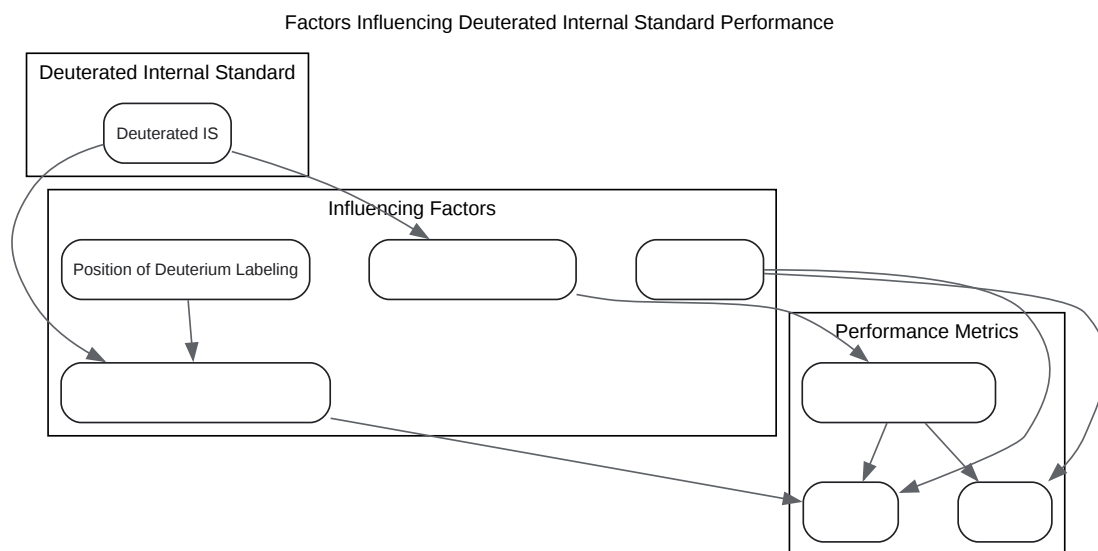 Factors Influencing Deuterated Internal Standard Performance
Deuterated Internal Standard
Deuterated IS
Influencing Factors
Position of Deuterium Labeling
Performance Metrics